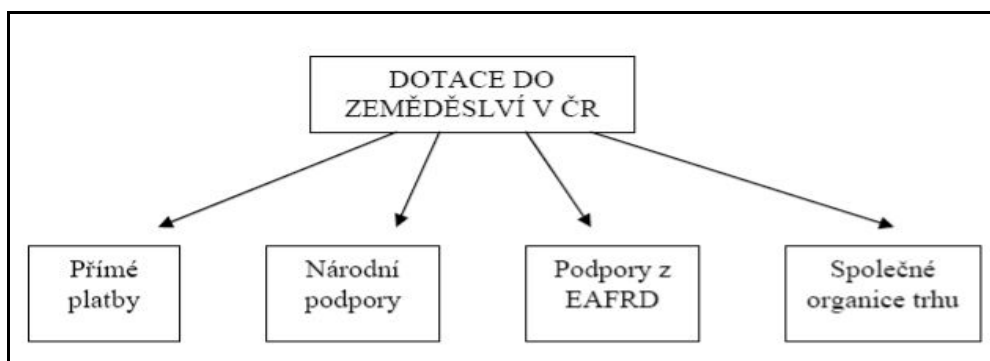 DOTACE DO
ZEMĚDĚSLVÍ V ČR
Přímé
platby
Národní
podpory
Podpory z
EAFRD
Společné
organice trhu